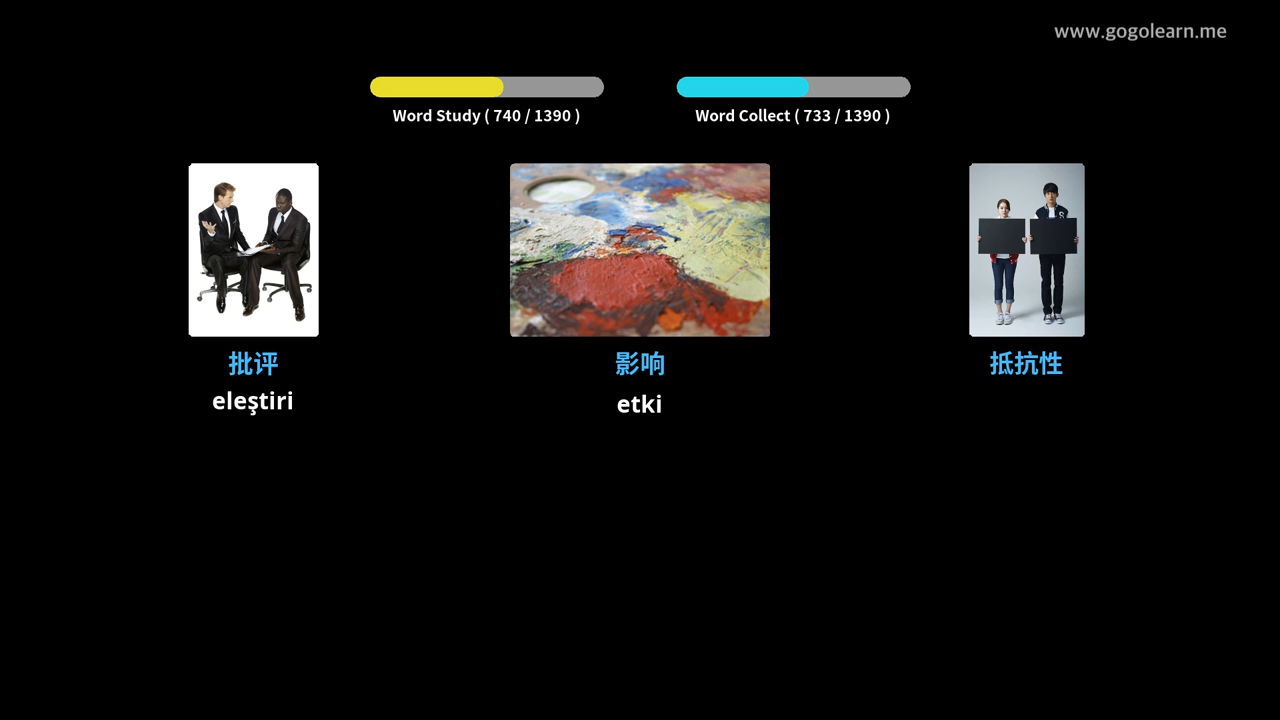 www.gogolearn.me
Word Study ( 740 / 1390 )
Word Collect ( 733 / 1390 )
批评
影响
抵抗性
eleştiri
etki